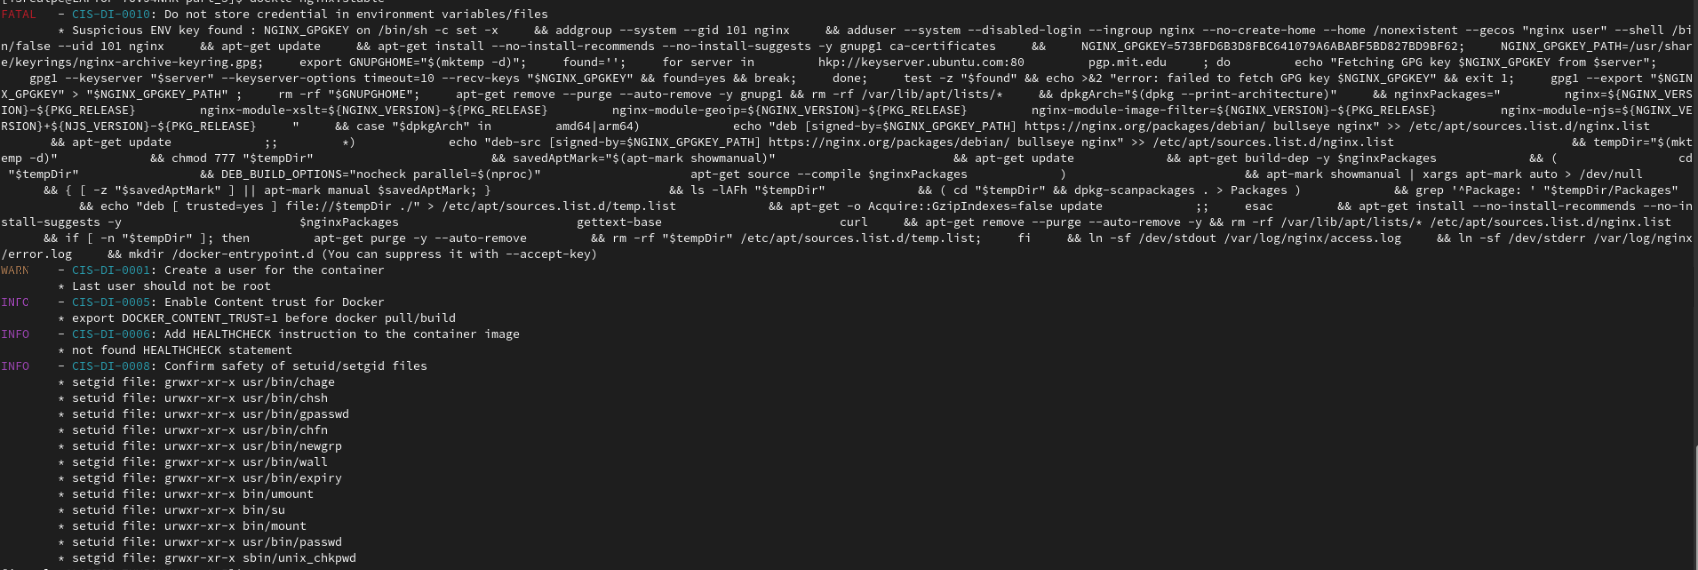 FATAL - CIS-DI-0010: Do not store credential in environment variables/files
* Suspicious ENV key found : NGINX_GPGKEY on /bin/sh -c set -x && addgroup --system --gid 101 nginx && adduser --system --disabled-login --ingroup nginx --no-create-home --home /nonexistent --gecos "nginx user" --shell /bi
n/false --uid 101 nginx && apt-get update && apt-get install --no-install-recommends --no-install-suggests -y gnupg1 ca-certificates && NGINX_GPGKEY=573BFD6B3D8FBC641079A6ABABF5BD827BD9BF62; NGINX_GPGKEY_PATH=/usr/shar
e/keyrings/nginx-archive-keyring.gpg; export GNUPGHOME="$(mktemp -d)"; found=''; for server in hkp://keyserver.ubuntu.com:80 pgp.mit.edu ; do echo "Fetching GPG key $NGINX_GPGKEY from $server";
gpg1 --keyserver "$server" --keyserver-options timeout=10 --recv-keys "$NGINX_GPGKEY" && found=yes && break; done; test -z "$found" && echo >&2 "error: failed to fetch GPG key $NGINX_GPGKEY" && exit 1; gpg1 --export "$NGIN
X_GPGKEY" > "$NGINX_GPGKEY_PATH" ; rm -rf "$GNUPGHOME"; apt-get remove --purge --auto-remove -y gnupg1 && rm -rf /var/lib/apt/lists/* && dpkgArch="$(dpkg --print-architecture)" && nginxPackages=" nginx=${NGINX_VERS
ION}-${PKG_RELEASE} nginx-module-xslt=${NGINX_VERSION}-${PKG_RELEASE} nginx-module-geoip=${NGINX_VERSION}-${PKG_RELEASE} nginx-module-image-filter=${NGINX_VERSION}-${PKG_RELEASE} nginx-module-njs=${NGINX_VE
RSION}+${NJS_VERSION}-${PKG_RELEASE} " && case "$dpkgArch" in amd64|arm64) echo "deb [signed-by=$NGINX_GPGKEY_PATH] https://nginx.org/packages/debian/ bullseye nginx" >> /etc/apt/sources.list.d/nginx.list
&& apt-get update ;; *) echo "deb-src [signed-by=$NGINX_GPGKEY_PATH] https://nginx.org/packages/debian/ bullseye nginx" >> /etc/apt/sources.list.d/nginx.list && tempDir="$(mkt
emp -d)" && chmod 777 "$tempDir" && savedAptMark="$(apt-mark showmanual)" && apt-get update && apt-get build-dep -y $nginxPackages && ( cd
"$tempDir" && DEB_BUILD_OPTIONS="nocheck parallel=$(nproc)" apt-get source --compile $nginxPackages ) && apt-mark showmanual | xargs apt-mark auto > /dev/null
&& { [ -z "$savedAptMark" ] || apt-mark manual $savedAptMark; } && ls -lAFh "$tempDir" && ( cd "$tempDir" && dpkg-scanpackages . > Packages ) && grep '^Package: ' "$tempDir/Packages"
&& echo "deb [ trusted=yes ] file://$tempDir ./" > /etc/apt/sources.list.d/temp.list && apt-get -o Acquire::GzipIndexes=false update ;; esac && apt-get install --no-install-recommends --no-in
stall-suggests -y $nginxPackages gettext-base curl && apt-get remove --purge --auto-remove -y && rm -rf /var/lib/apt/lists/* /etc/apt/sources.list.d/nginx.list
&& if [ -n "$tempDir" ]; then apt-get purge -y --auto-remove && rm -rf "$tempDir" /etc/apt/sources.list.d/temp.list; fi && ln -sf /dev/stdout /var/log/nginx/access.log && ln -sf /dev/stderr /var/log/nginx
/error.log && mkdir /docker-entrypoint.d (You can suppress it with --accept-key)
WARN - CIS-DI-0001: Create a user for the container
* Last user should not be root
INFO - CIS-DI-0005: Enable Content trust for Docker
* export DOCKER_CONTENT_TRUST=1 before docker pull/build
INFO - CIS-DI-0006: Add HEALTHCHECK instruction to the container image
* not found HEALTHCHECK statement
INFO - CIS-DI-0008: Confirm safety of setuid/setgid files
* setgid file: grwxr-xr-x usr/bin/chage
* setuid file: urwxr-xr-x usr/bin/chsh
* setuid file: urwxr-xr-x usr/bin/gpasswd
* setuid file: urwxr-xr-x usr/bin/chfn
* setuid file: urwxr-xr-x usr/bin/newgrp
* setgid file: grwxr-xr-x usr/bin/wall
* setgid file: grwxr-xr-x usr/bin/expiry
* setuid file: urwxr-xr-x bin/umount
* setuid file: urwxr-xr-x bin/su
* setuid file: urwxr-xr-x bin/mount
* setuid file: urwxr-xr-x usr/bin/passwd
* setgid file: grwxr-xr-x sbin/unix_chkpwd